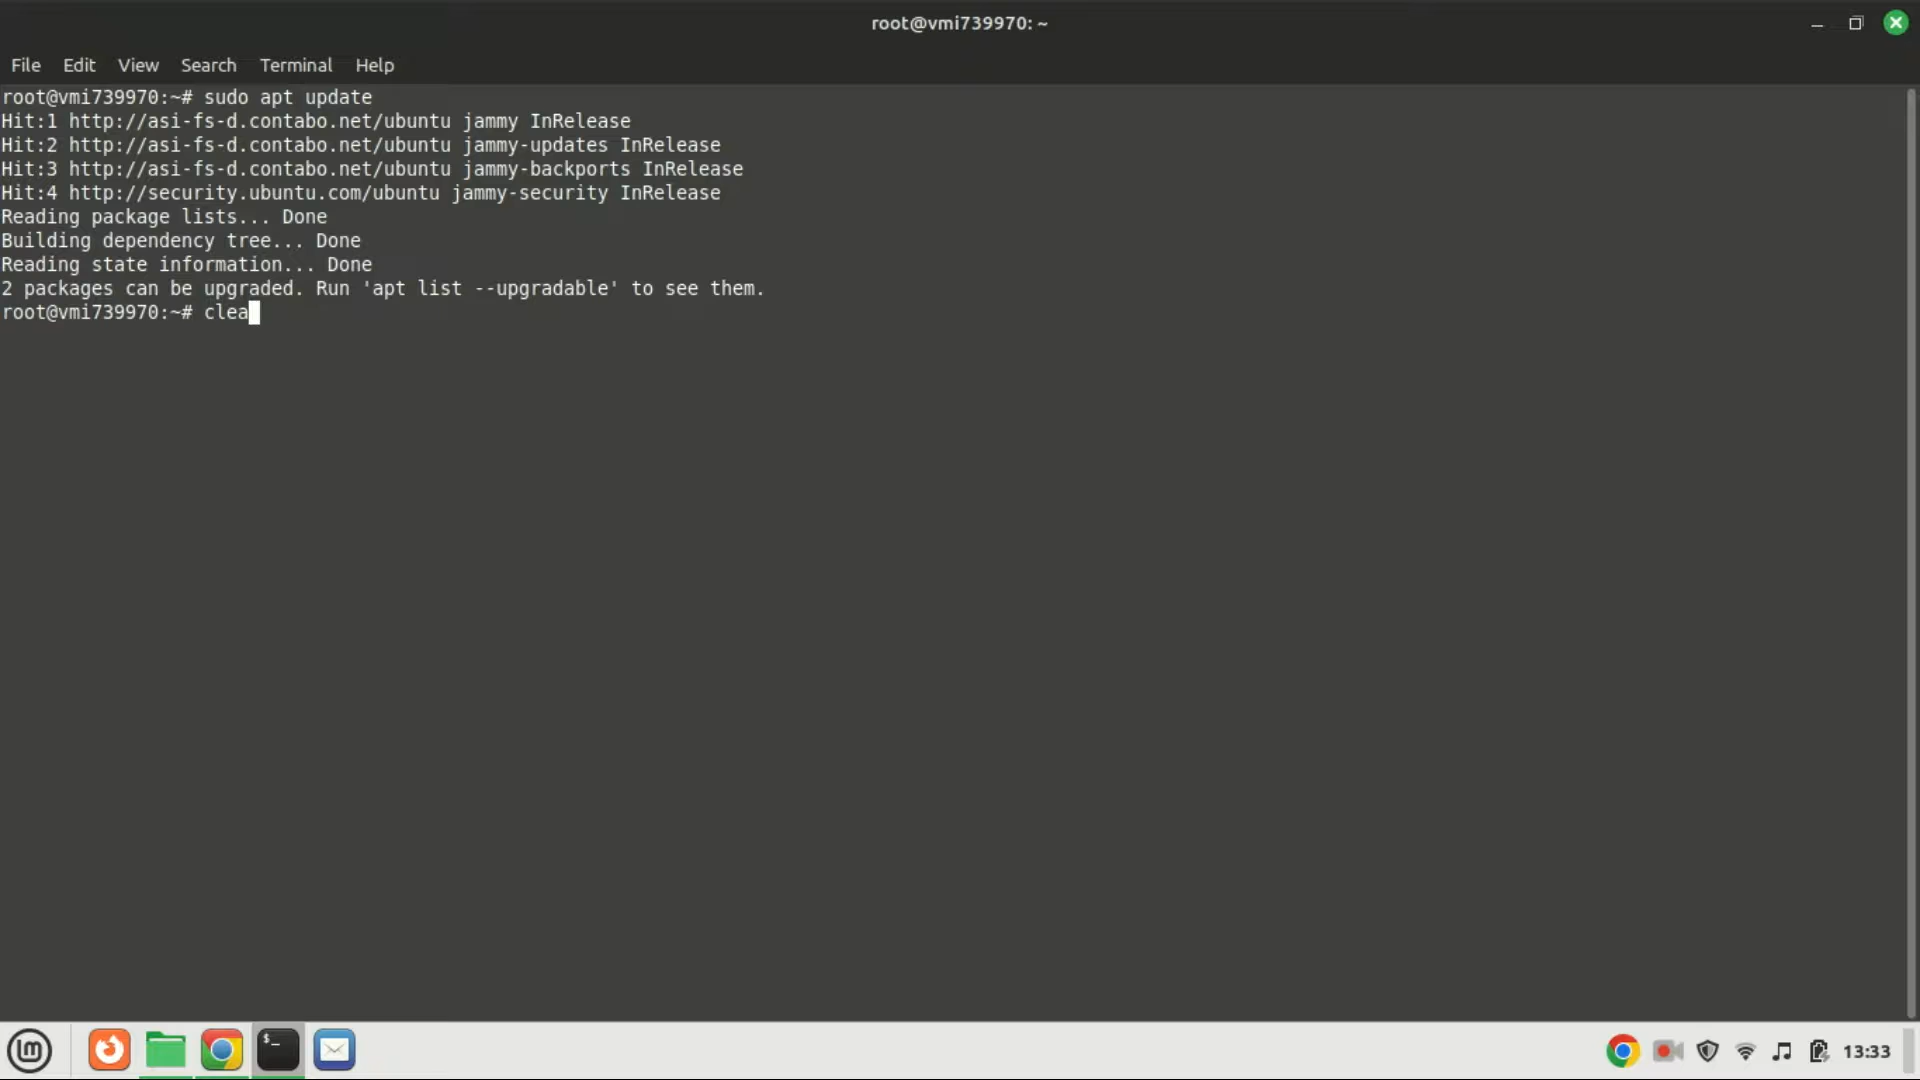 root@vmi739970: ~
File Edit View Search Terminal Help
root@vmi739970:~# sudo apt update
Hit:1 http://asi-fs-d.contabo.net/ubuntu jammy InRelease
Hit:2 http://asi-fs-d.contabo.net/ubuntu jammy-updates InRelease
Hit:3 http://asi-fs-d.contabo.net/ubuntu jammy-backports InRelease
Hit:4 http://security.ubuntu.com/ubuntu jammy-security InRelease
Reading package lists... Done
Building dependency tree... Done
Reading state information... Done
2 packages can be upgraded. Run 'apt list --upgradable' to see them.
root@vmi739970:~# clea
lm
$_
13:33